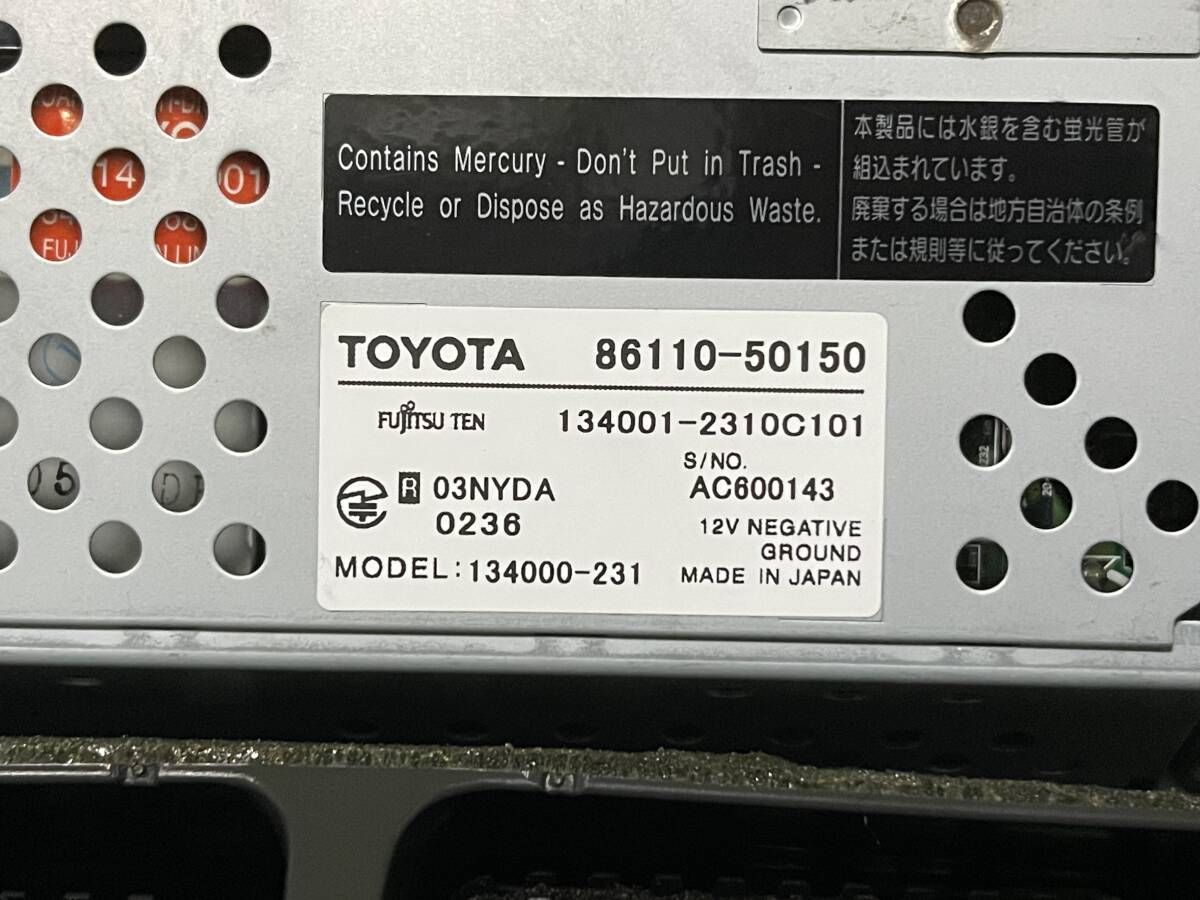 Contains Mercury - Don't Put in Trash -
Recycle or Dispose as Hazardous Waste.
本製品には水銀を含む蛍光管が
組込まれています。
廃棄する場合は地方自治体の条例
または規則等に従ってください。
TOYOTA 86110-50150
FUJITSU TEN 134001-2310C101
S/NO.
R 03NYDA AC600143
0236
12V NEGATIVE
GROUND
MODEL:134000-231 MADE IN JAPAN
14
01
FUJ
05